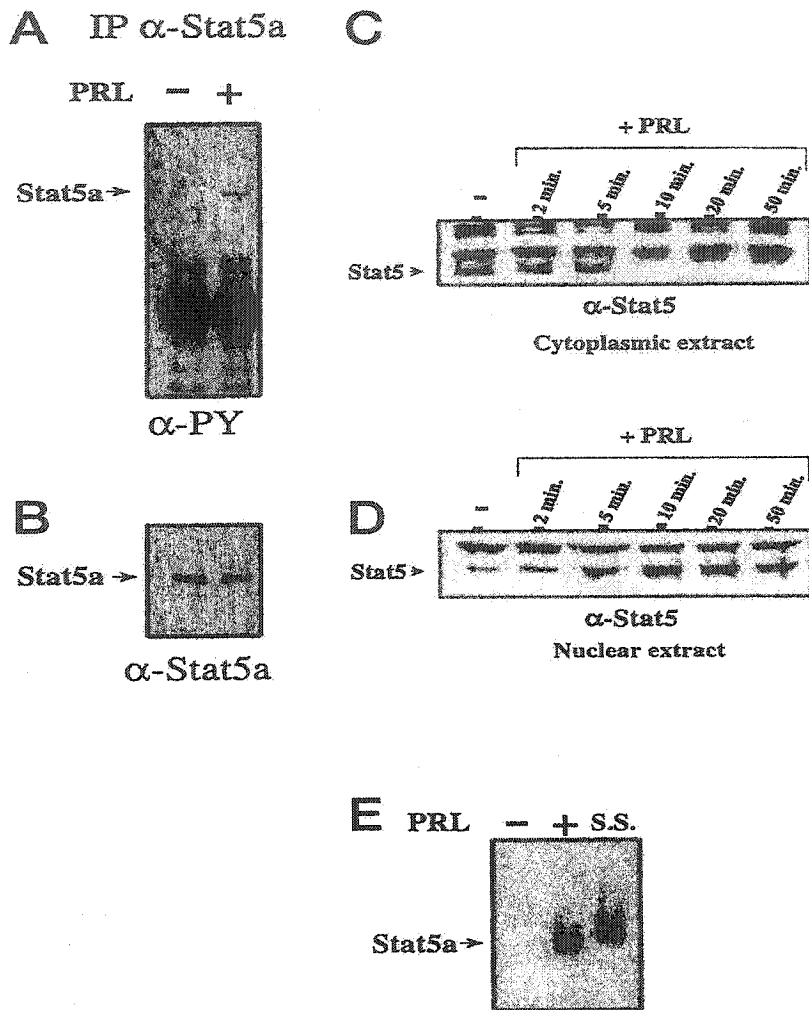 A IP α-Stat5a
PRL − +
Stat5a
α-PY
B
Stat5a
α-Stat5a
C
+ PRL
− 2 min. 5 min. 10 min. 20 min. 50 min.
Stat5
α-Stat5
Cytoplasmic extract
D
+ PRL
− 2 min. 5 min. 10 min. 20 min. 50 min.
Stat5
α-Stat5
Nuclear extract
E PRL − + S.S.
Stat5a